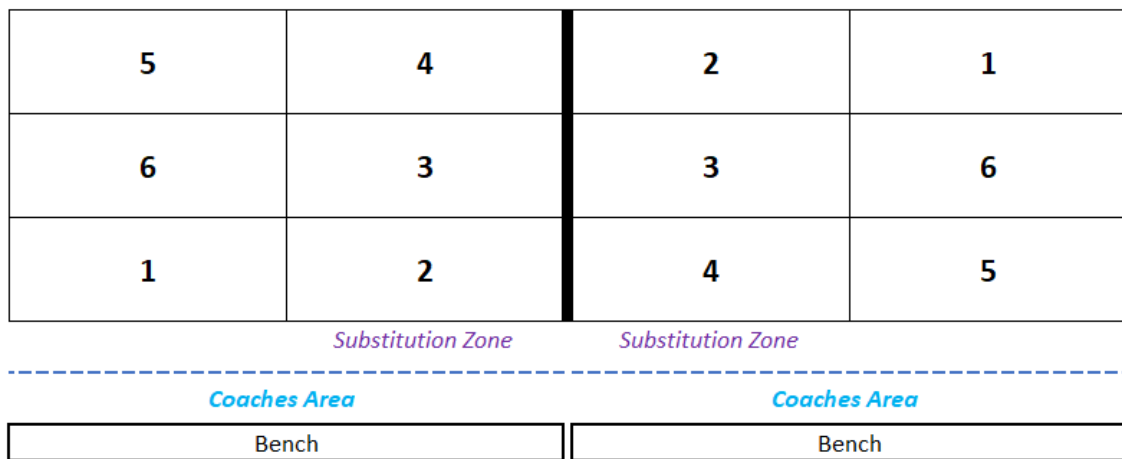 5 4 2 1
6 3 3 6
1 2 4 5
Substitution Zone Substitution Zone
Coaches Area Coaches Area
Bench Bench